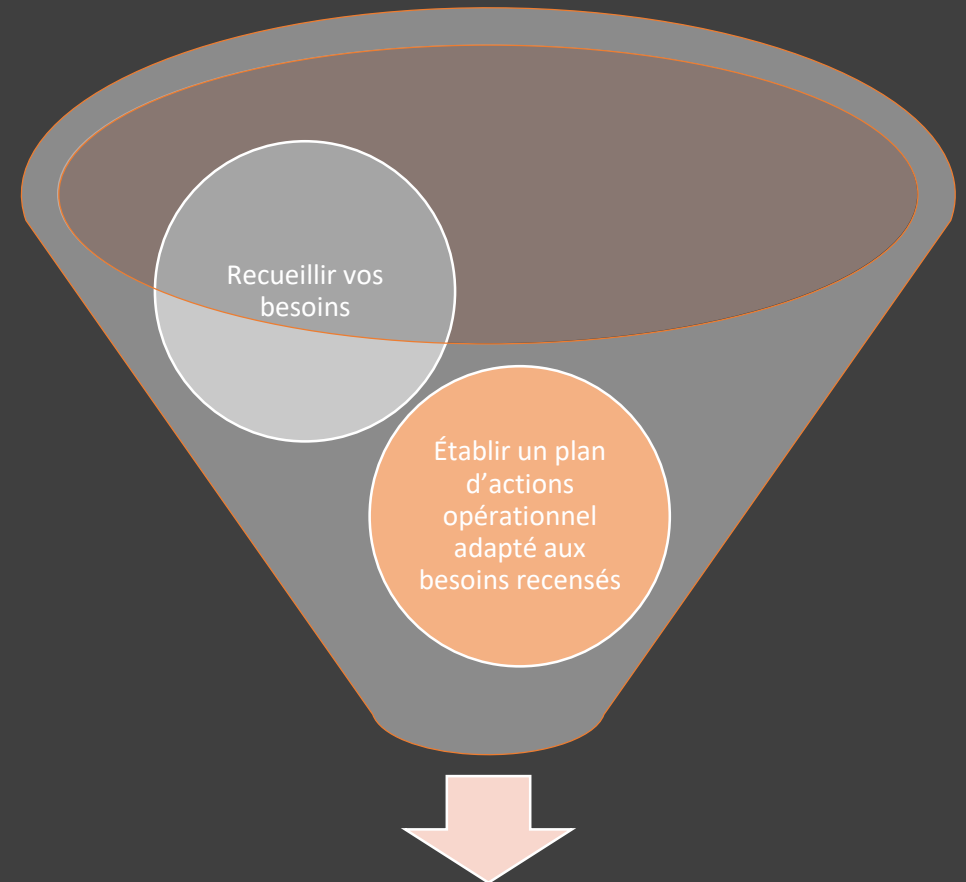 Recueillir vos
besoins
Établir un plan
d’actions
opérationnel
adapté aux
besoins recensés